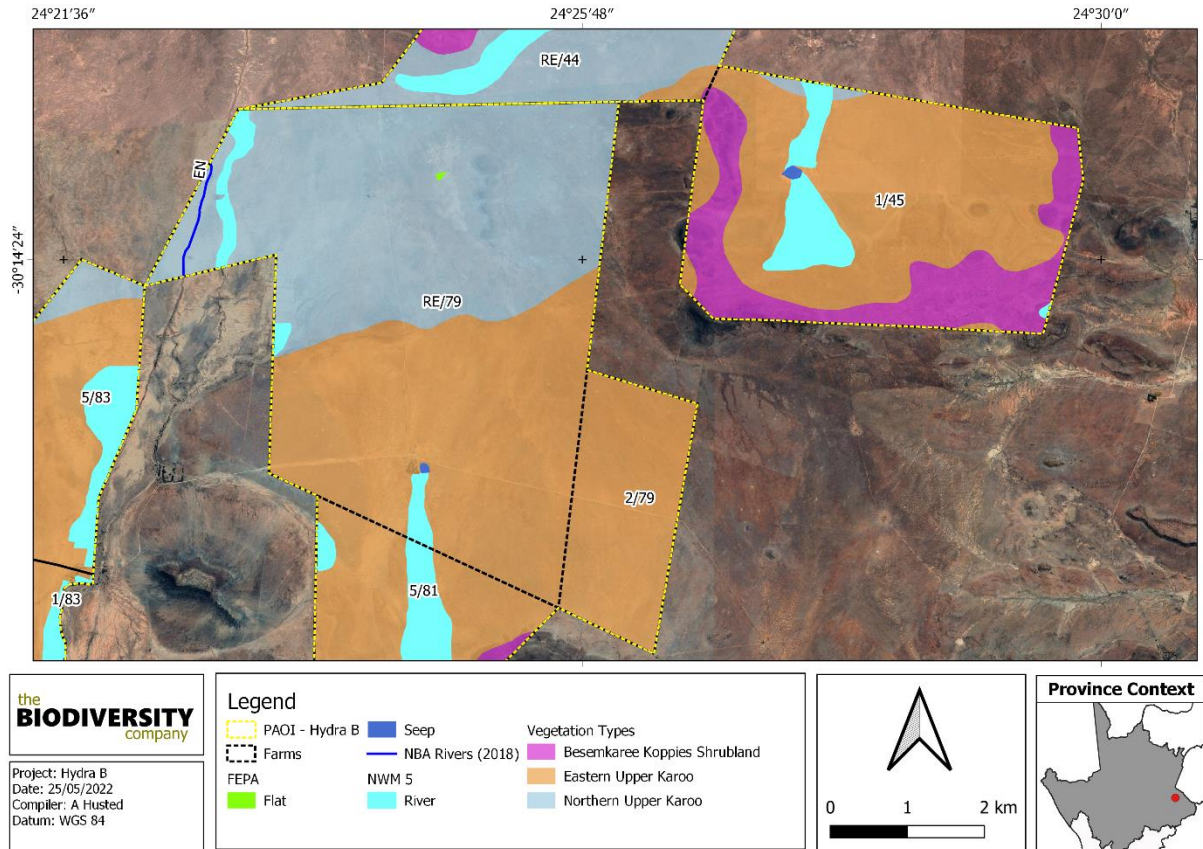 24°21'36"
24°25'48"
24°30'0"
-30°14'24"
RE/44
EN
1/45
RE/79
5/83
2/79
5/81
1/83
the
BIODIVERSITY
company
Project: Hydra B
Date: 25/05/2022
Compiler: A Husted
Datum: WGS 84
Legend
PAOI - Hydra B
Farms
FEPA
Flat
Seep
NBA Rivers (2018)
NWM 5
River
Vegetation Types
Besemkaree Koppies Shrubland
Eastern Upper Karoo
Northern Upper Karoo
0 1 2 km
Province Context